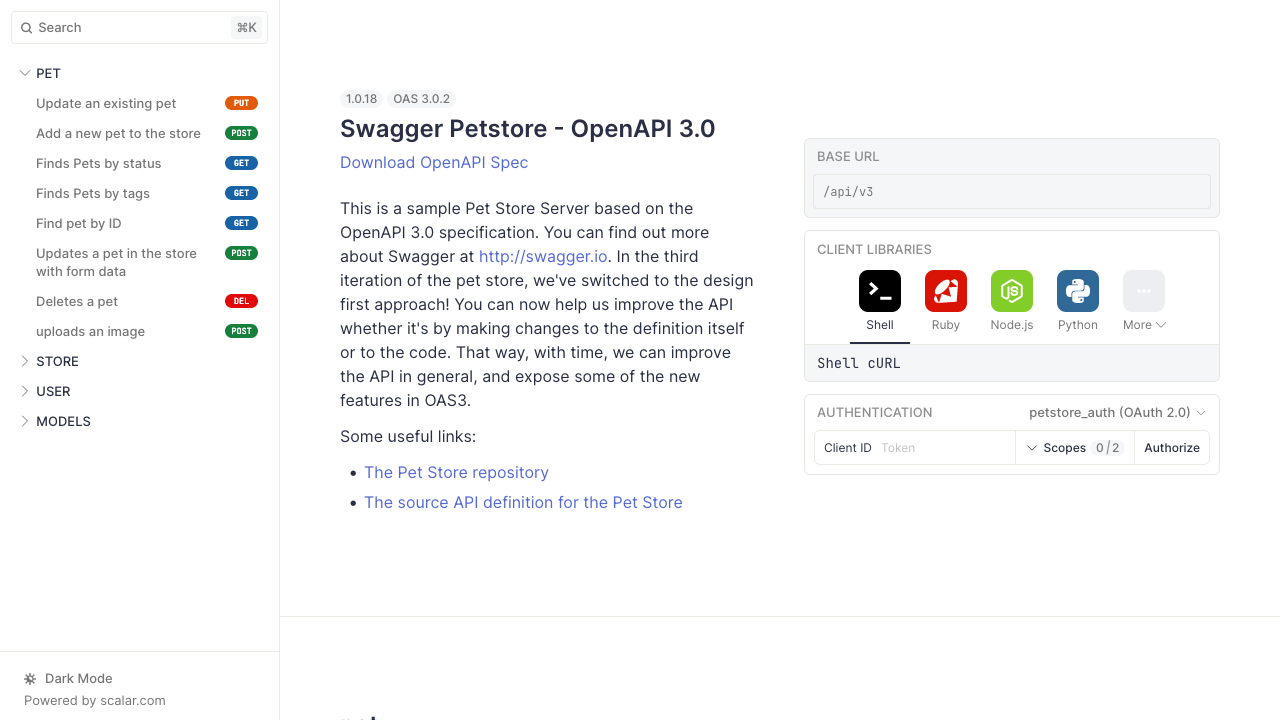 Search ⌘K
PET
Update an existing pet PUT
Add a new pet to the store POST
Finds Pets by status GET
Finds Pets by tags GET
Find pet by ID GET
Updates a pet in the store POST
with form data
Deletes a pet DEL
uploads an image POST
STORE
USER
MODELS
Dark Mode
Powered by scalar.com
1.0.18 OAS 3.0.2
Swagger Petstore - OpenAPI 3.0
Download OpenAPI Spec
This is a sample Pet Store Server based on the
OpenAPI 3.0 specification. You can find out more
about Swagger at http://swagger.io. In the third
iteration of the pet store, we've switched to the design
first approach! You can now help us improve the API
whether it's by making changes to the definition itself
or to the code. That way, with time, we can improve
the API in general, and expose some of the new
features in OAS3.
Some useful links:
• The Pet Store repository
• The source API definition for the Pet Store
BASE URL
/api/v3
CLIENT LIBRARIES
Shell Ruby Node.js Python More
Shell cURL
AUTHENTICATION petstore_auth (OAuth 2.0)
Client ID Token Scopes 0/2 Authorize